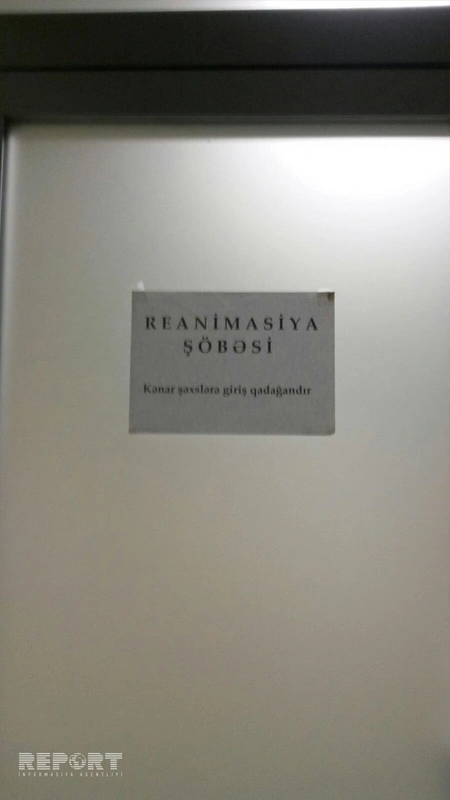 REANİMASİYA
ŞÖBƏSİ
Kənar şəxslərə giriş qadağandır
REPORT
İNFORMASİYA AGENTLİYİ